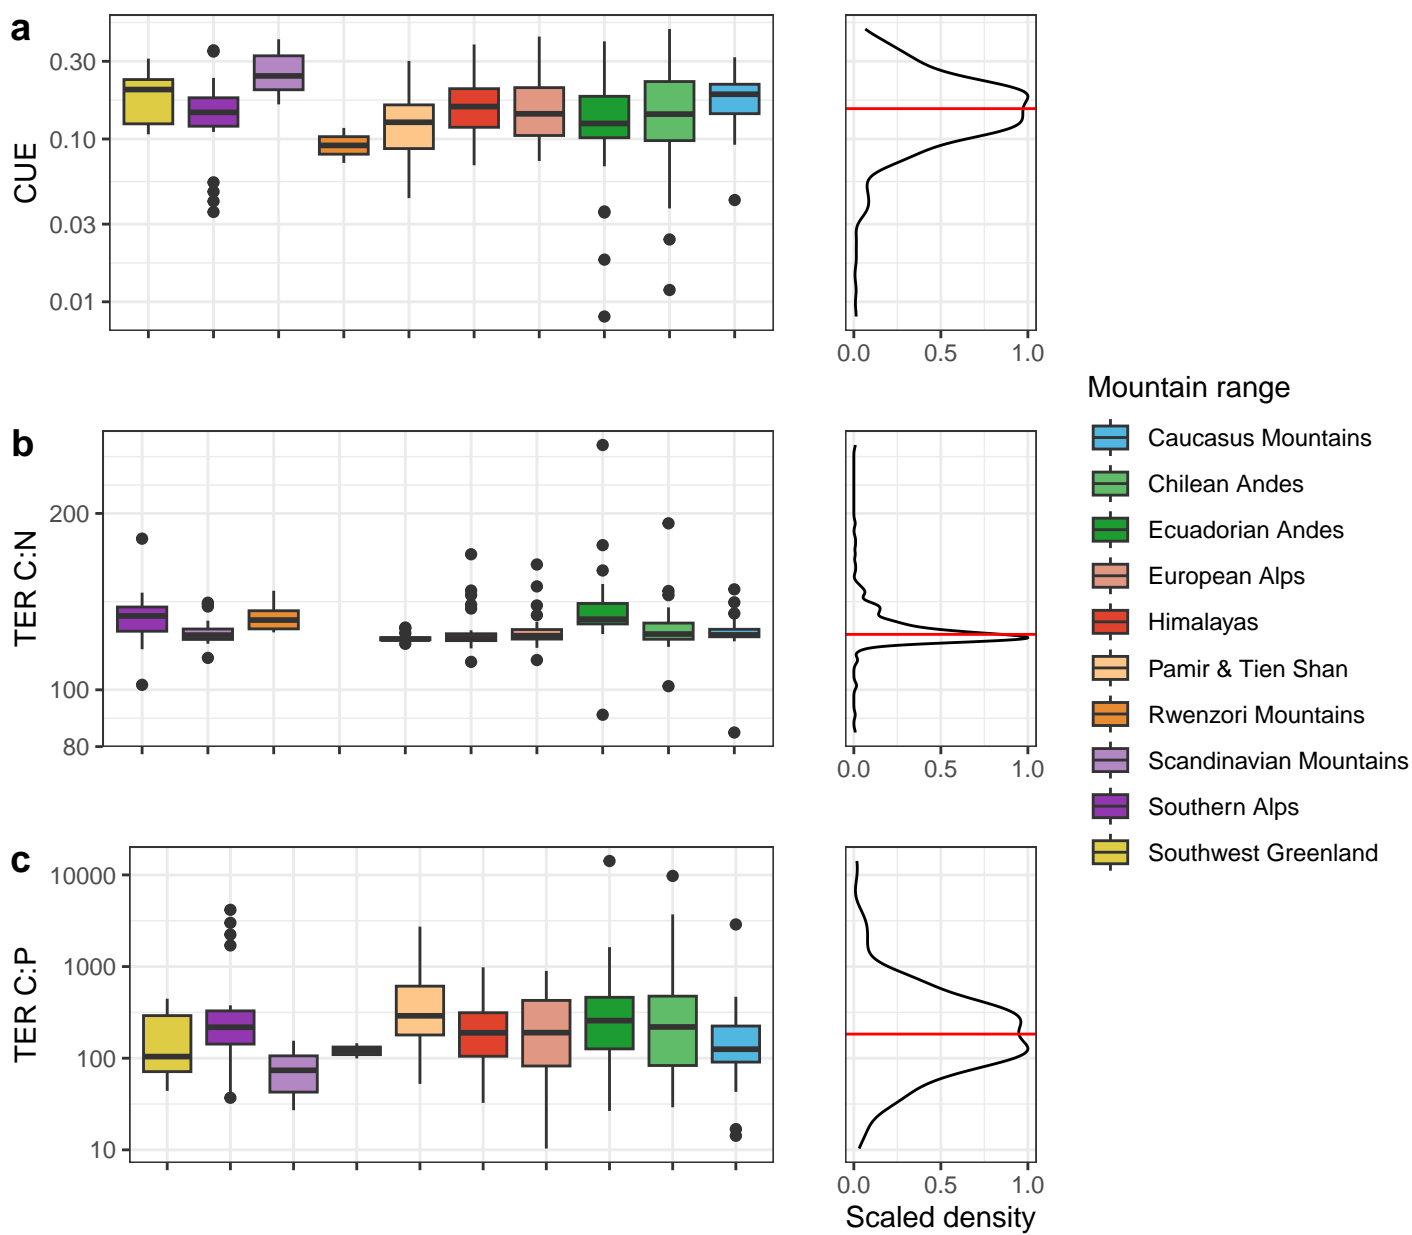 a
CUE
0.30
0.10
0.03
0.01
0.0 0.5 1.0
b
TER C:N
200
100
80
0.0 0.5 1.0
c
TER C:P
10000
1000
100
10
0.0 0.5 1.0
Scaled density
Mountain range
Caucasus Mountains
Chilean Andes
Ecuadorian Andes
European Alps
Himalayas
Pamir & Tien Shan
Rwenzori Mountains
Scandinavian Mountains
Southern Alps
Southwest Greenland